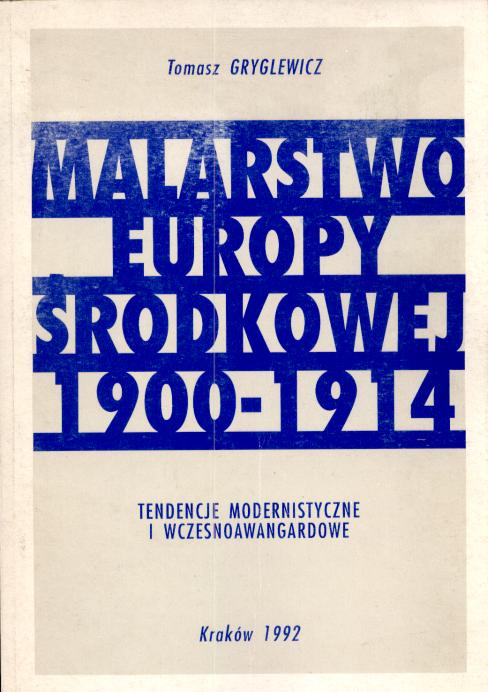 Tomasz GRYGLEWICZ
MALARSTWO
EUROPY
ŚRODKOWEJ
1900-1914
TENDENCJE MODERNISTYCZNE
I WCZESNOAWANGARDOWE
Kraków 1992